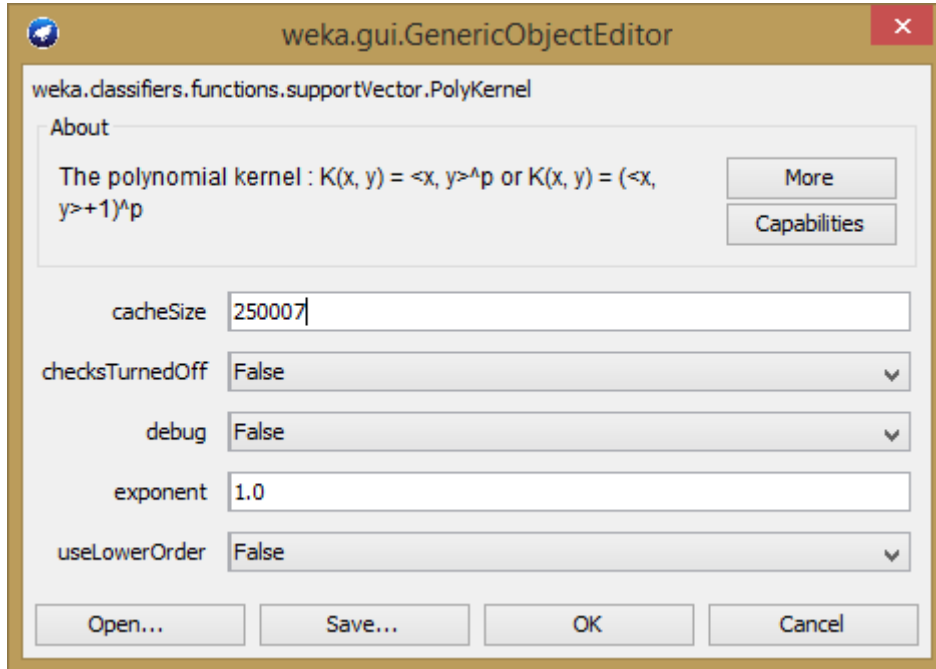 weka.gui.GenericObjectEditor
weka.classifiers.functions.supportVector.PolyKernel
About
The polynomial kernel : K(x, y) = <x, y>^p or K(x, y) = (<x,
y>+1)^p
More
Capabilities
cacheSize 250007
checksTurnedOff False
debug False
exponent 1.0
useLowerOrder False
Open... Save... OK Cancel